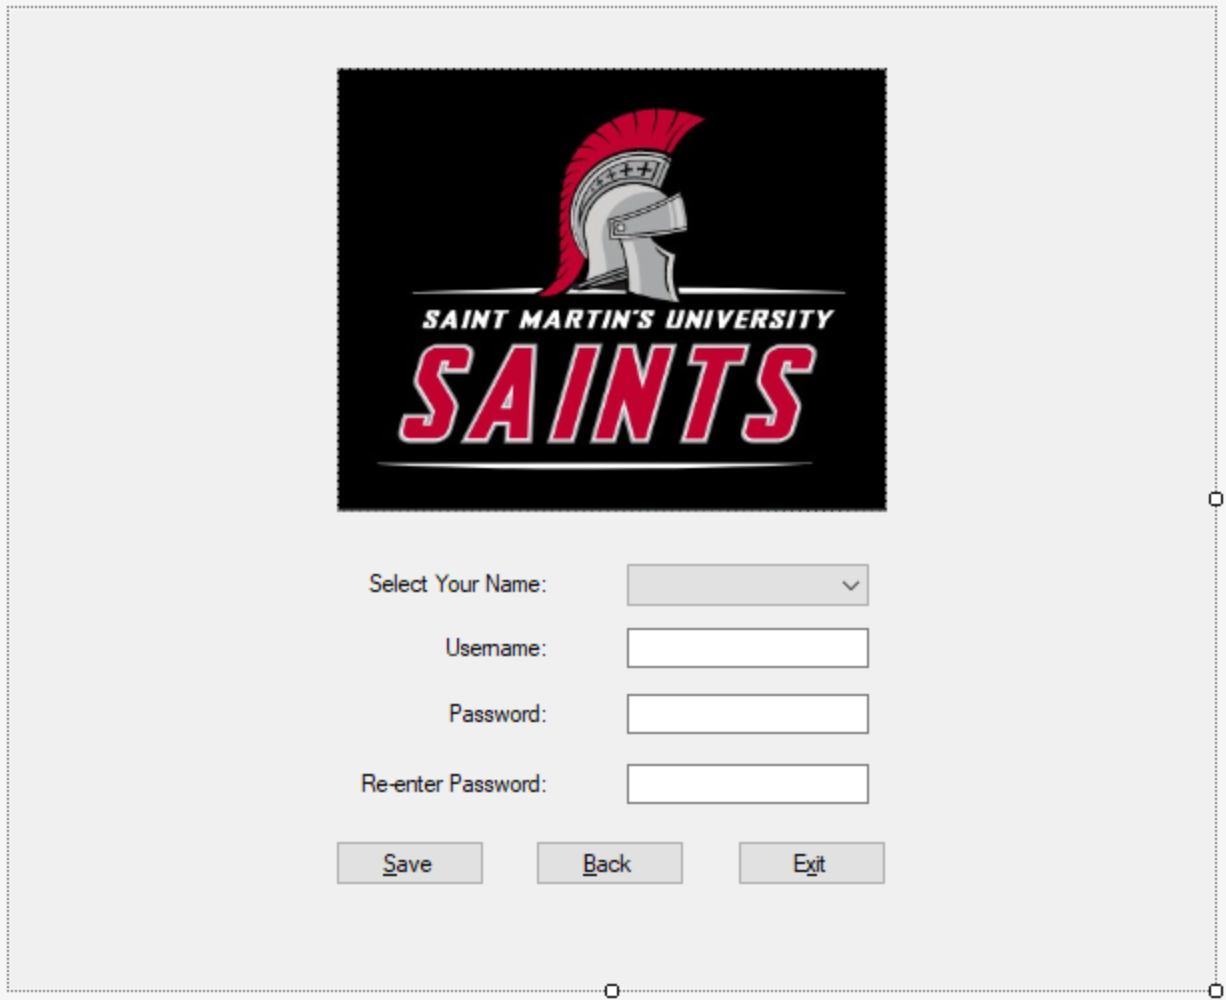 SAINT MARTIN'S UNIVERSITY
SAINTS
Select Your Name:
Username:
Password:
Re-enter Password:
Save Back Exit